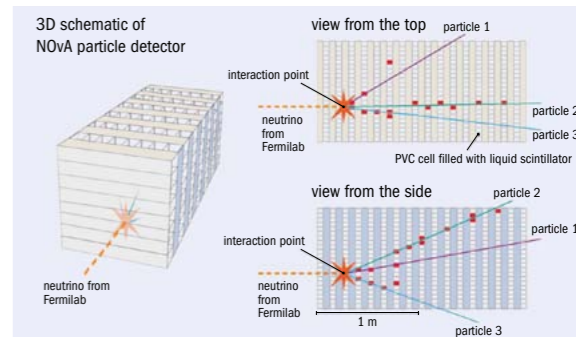 3D schematic of
NOvA particle detector
neutrino from
Fermilab
view from the top
particle 1
interaction point
particle 2
neutrino
from
Fermilab
particle 3
PVC cell filled with liquid scintillator
view from the side
particle 2
particle 1
interaction point
neutrino
from
Fermilab
1 m
particle 3